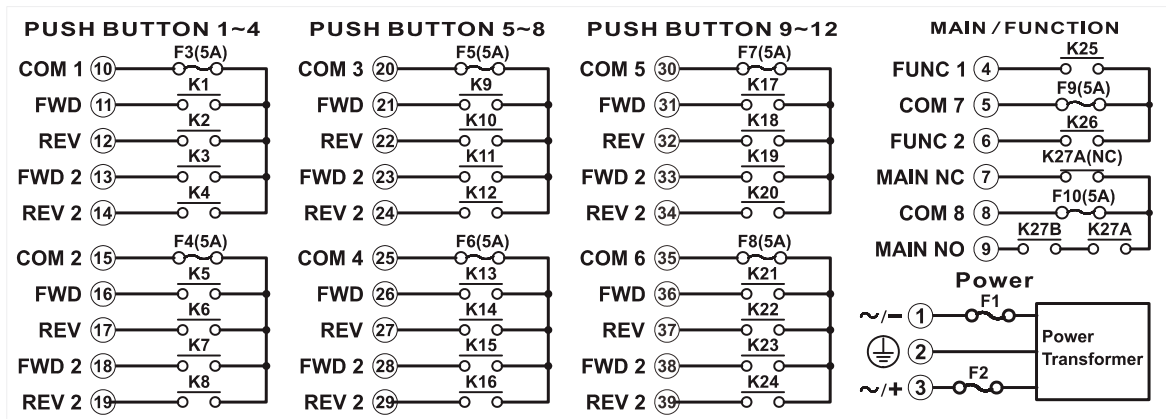 PUSH BUTTON 1~4
F3(5A)
COM 1 10
K1
FWD 11
K2
REV 12
K3
FWD 2 13
K4
REV 2 14
F4(5A)
COM 2 15
K5
FWD 16
K6
REV 17
K7
FWD 2 18
K8
REV 2 19
PUSH BUTTON 5~8
F5(5A)
COM 3 20
K9
FWD 21
K10
REV 22
K11
FWD 2 23
K12
REV 2 24
F6(5A)
COM 4 25
K13
FWD 26
K14
REV 27
K15
FWD 2 28
K16
REV 2 29
PUSH BUTTON 9~12
F7(5A)
COM 5 30
K17
FWD 31
K18
REV 32
K19
FWD 2 33
K20
REV 2 34
F8(5A)
COM 6 35
K21
FWD 36
K22
REV 37
K23
FWD 2 38
K24
REV 2 39
MAIN / FUNCTION
K25
FUNC 1 4
F9(5A)
COM 7 5
K26
FUNC 2 6
K27A(NC)
MAIN NC 7
F10(5A)
COM 8 8
K27B K27A
MAIN NO 9
Power
F1
~/- 1
2
F2
~/+ 3
Power
Transformer